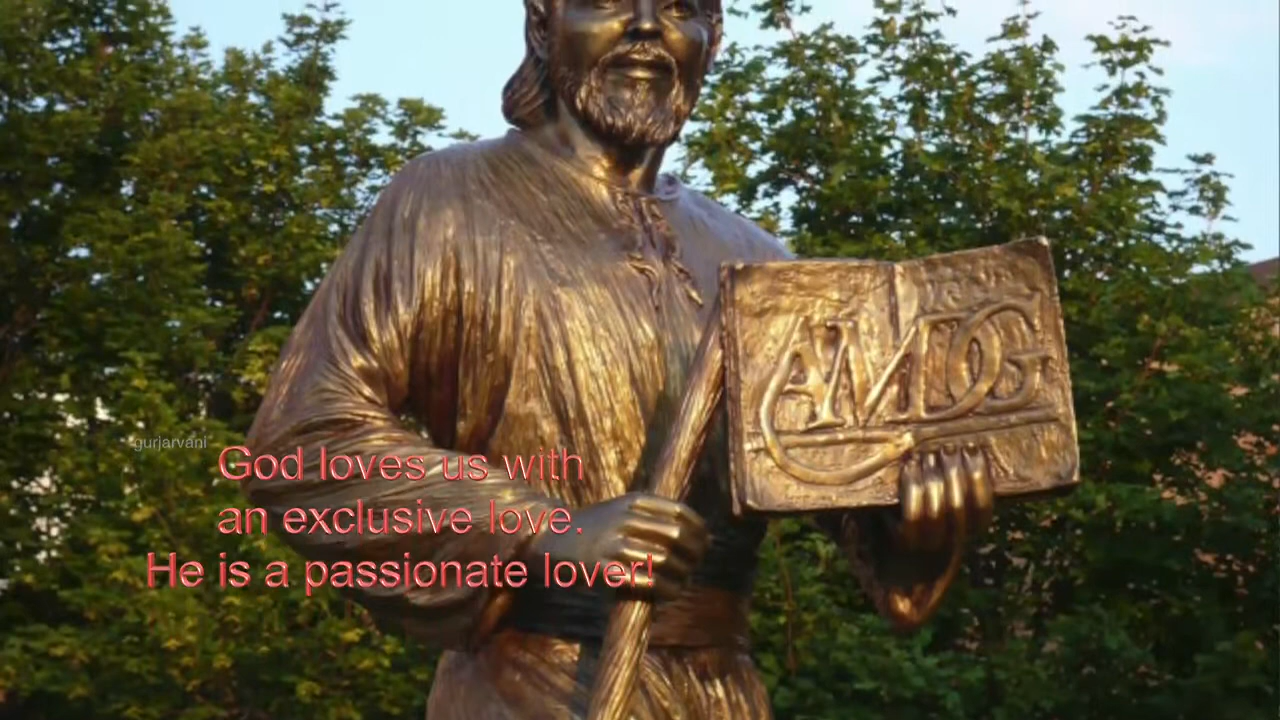 AMDG
gurjarvani
God loves us with
an exclusive love.
He is a passionate lover!